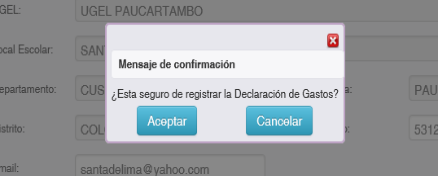 GEL: UGEL PAUCARTAMBO
ocal Escolar: SAN
Mensaje de confirmación
epartamento: CUS a: PAU
¿Esta seguro de registrar la Declaración de Gastos?
Aceptar Cancelar
istrito: COL o: 5312
mail: santadelima@yahoo.com